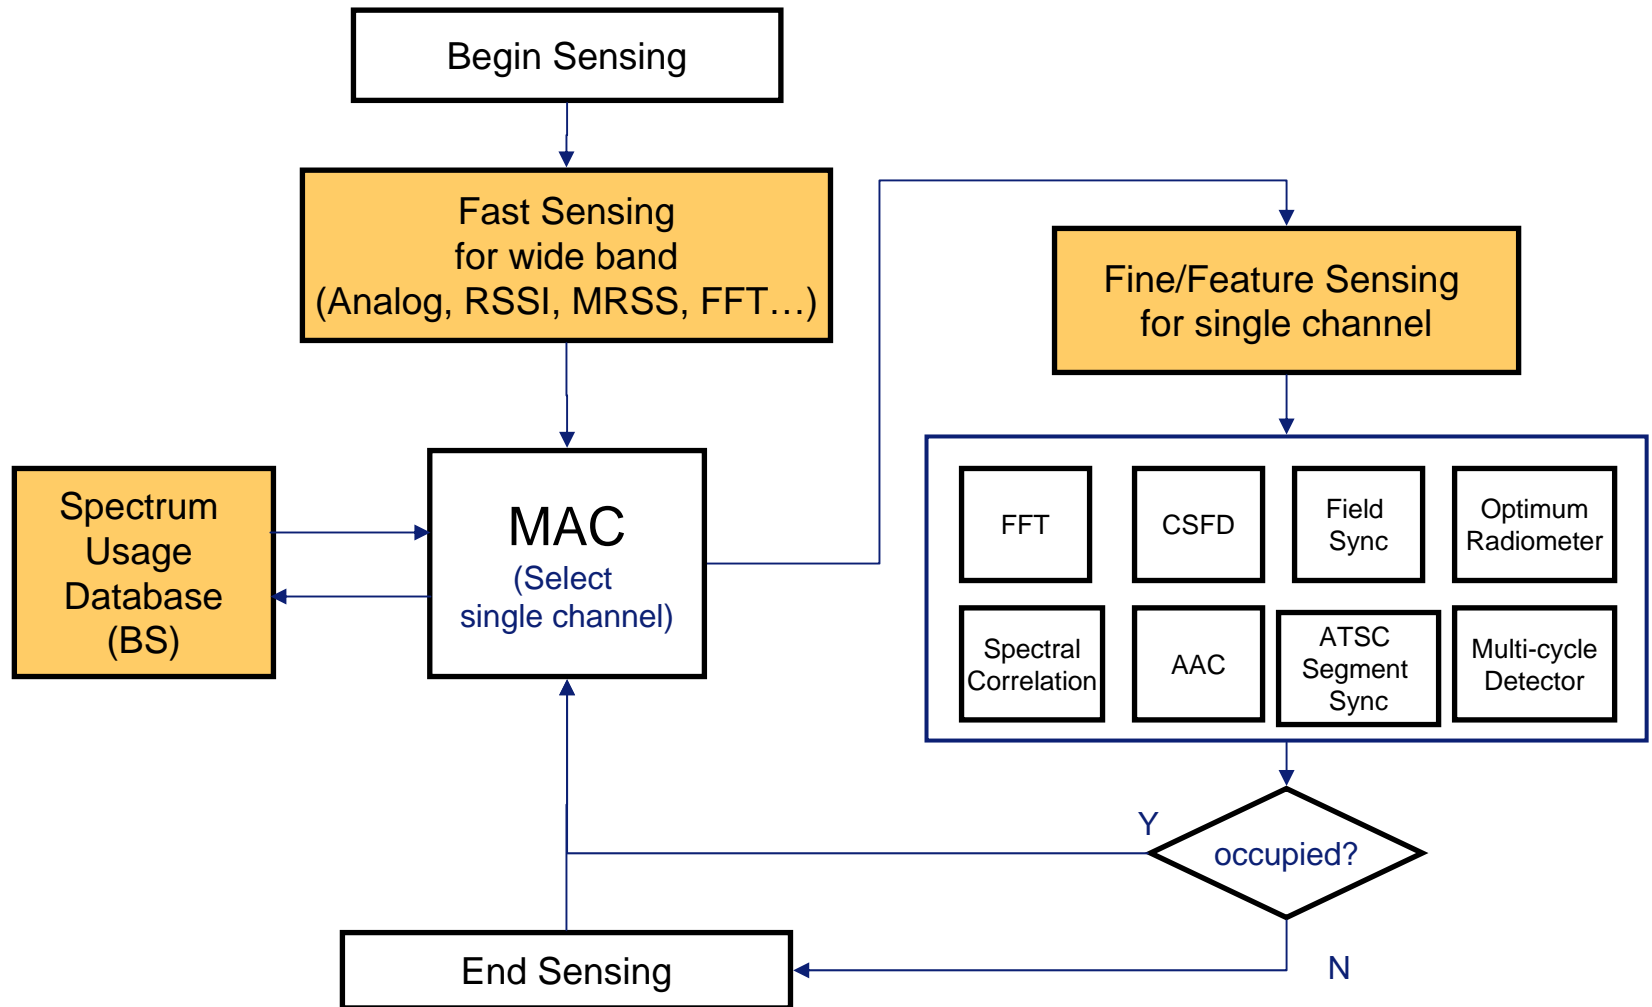 Begin Sensing
Fast Sensing
for wide band
(Analog, RSSI, MRSS, FFT…)
Fine/Feature Sensing
for single channel
Spectrum
Usage
Database
(BS)
MAC
(Select
single channel)
FFT
CSFD
Field
Sync
Optimum
Radiometer
Spectral
Correlation
AAC
ATSC
Segment
Sync
Multi-cycle
Detector
Y
occupied?
N
End Sensing